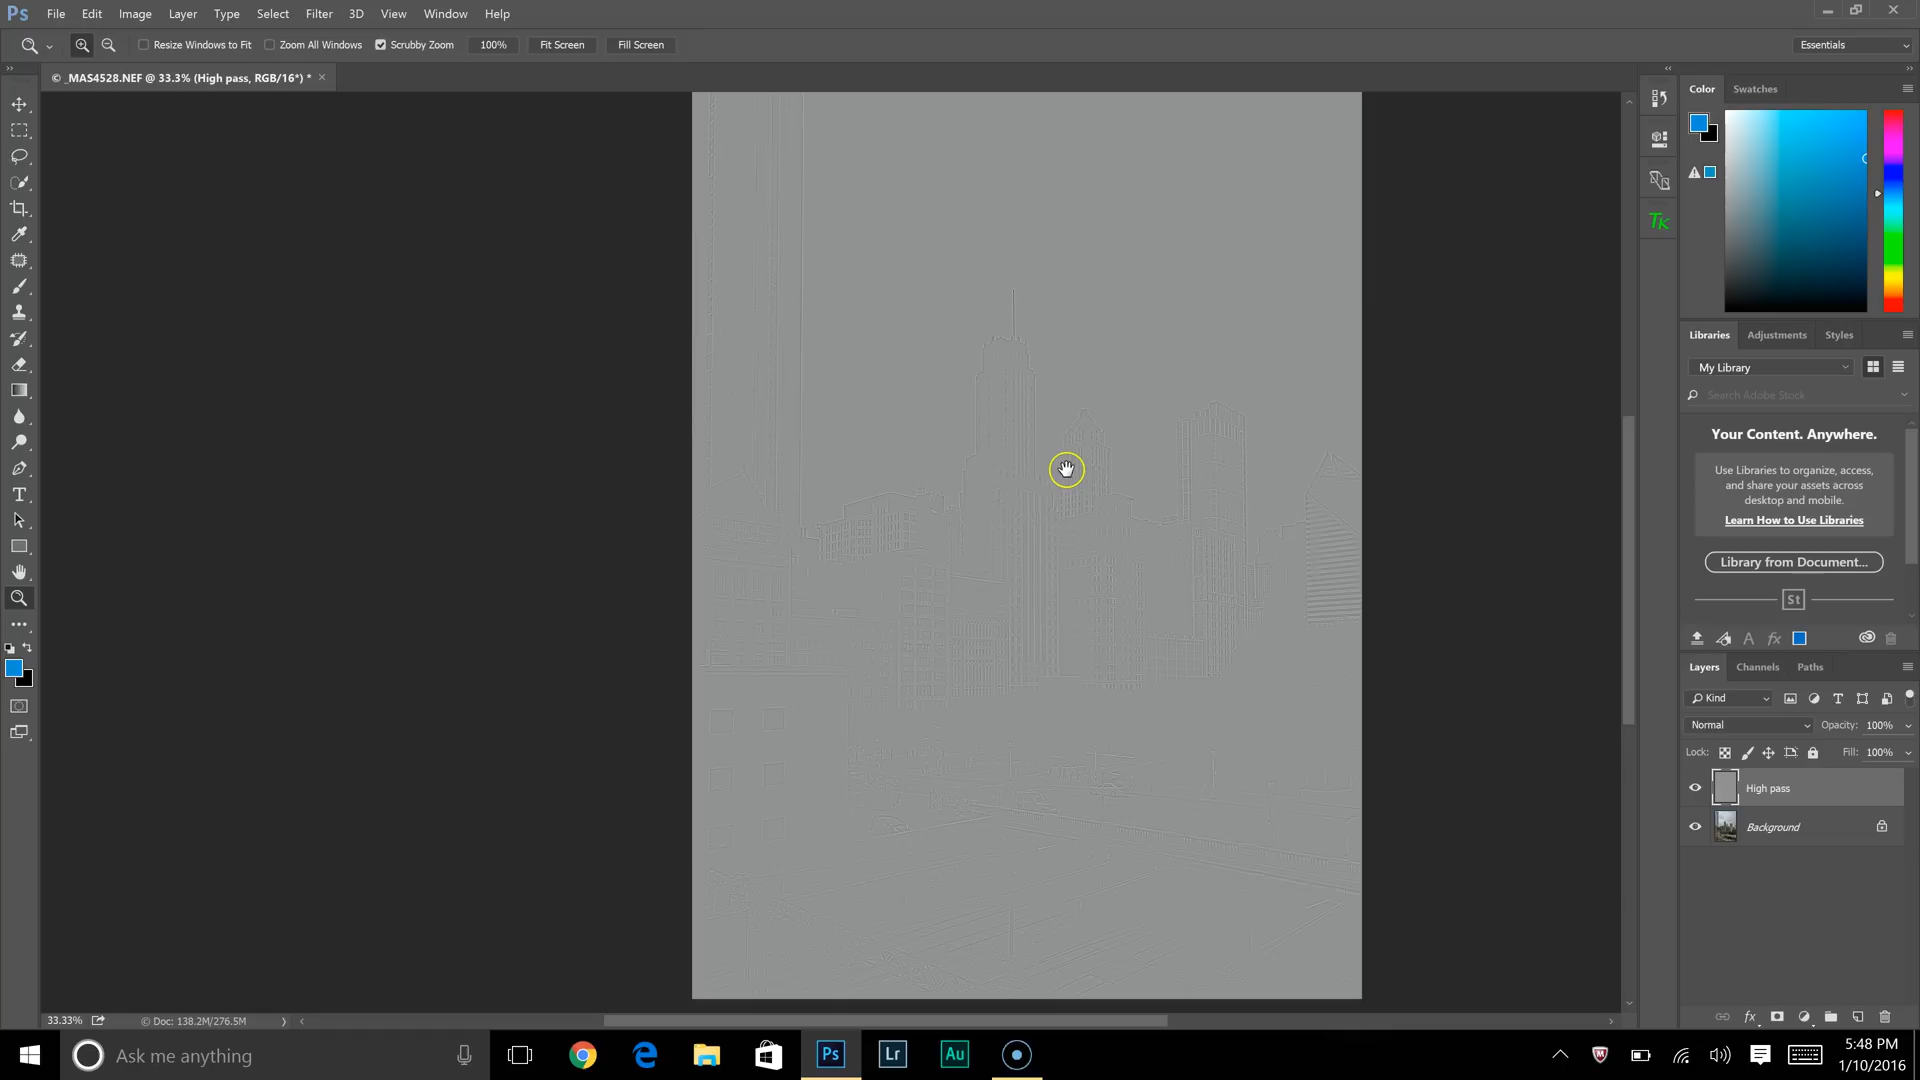 Ps File Edit Image Layer Type Select Filter 3D View Window Help
Resize Windows to Fit Zoom All Windows Scrubby Zoom 100% Fit Screen Fill Screen Essentials
© _MAS4528.NEF @ 33.3% (High pass, RGB/16*) * ×
Color Swatches
TK
Libraries Adjustments Styles
My Library
Search Adobe Stock
Your Content. Anywhere.
Use Libraries to organize, access,
and share your assets across
desktop and mobile.
Learn How to Use Libraries
Library from Document...
St
A fx
Layers Channels Paths
Kind T
Normal Opacity: 100%
Lock: Fill: 100%
High pass
Background
fx
T
33.33% © Doc: 138.2M/276.5M
Ask me anything
Ps Lr Au
5:48 PM
1/10/2016